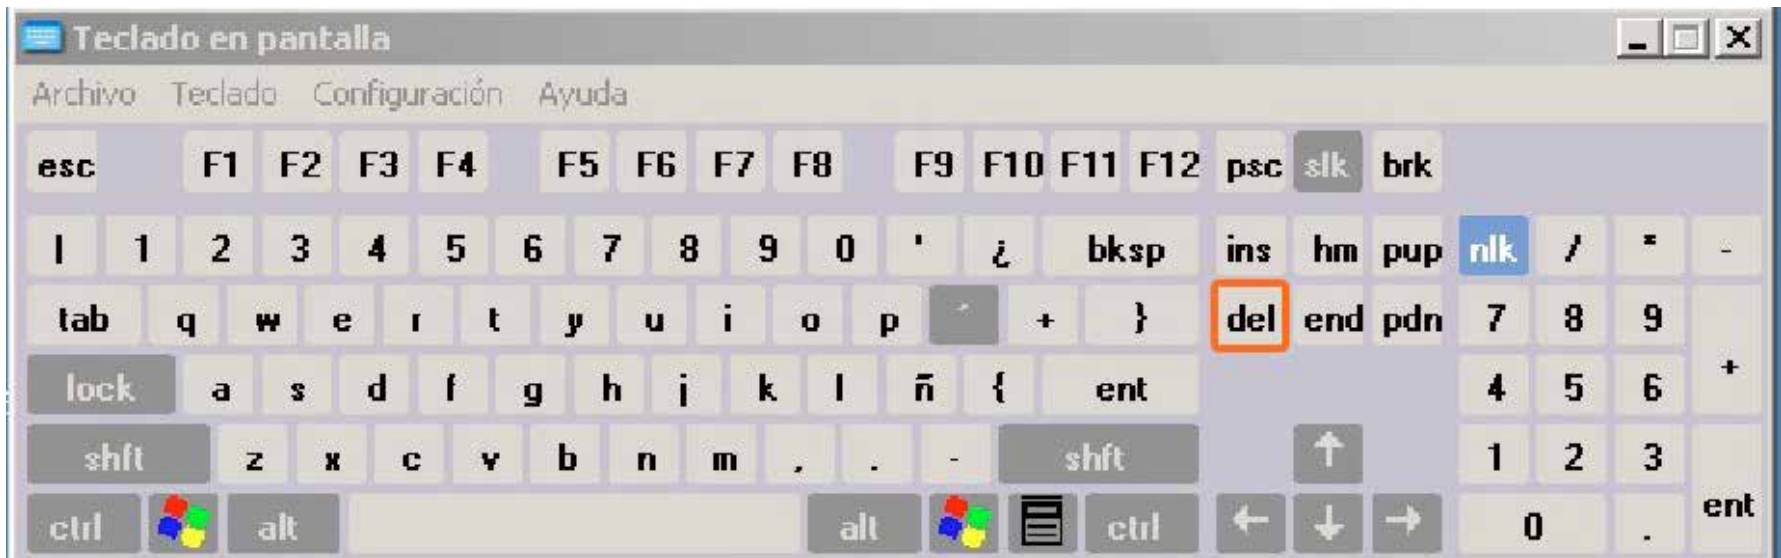 Teclado en pantalla
Archivo Teclado Configuración Ayuda
esc F1 F2 F3 F4 F5 F6 F7 F8 F9 F10 F11 F12 psc slk brk
| 1 2 3 4 5 6 7 8 9 0 ' ¿ bksp ins hm pup nlk / * -
tab q w e r t y u i o p ´ + } del end pdn 7 8 9
lock a s d f g h j k l ñ { ent 4 5 6 +
shft z x c v b n m , . - shft ↑ 1 2 3
ctrl alt alt ctrl ← ↓ → 0 . ent